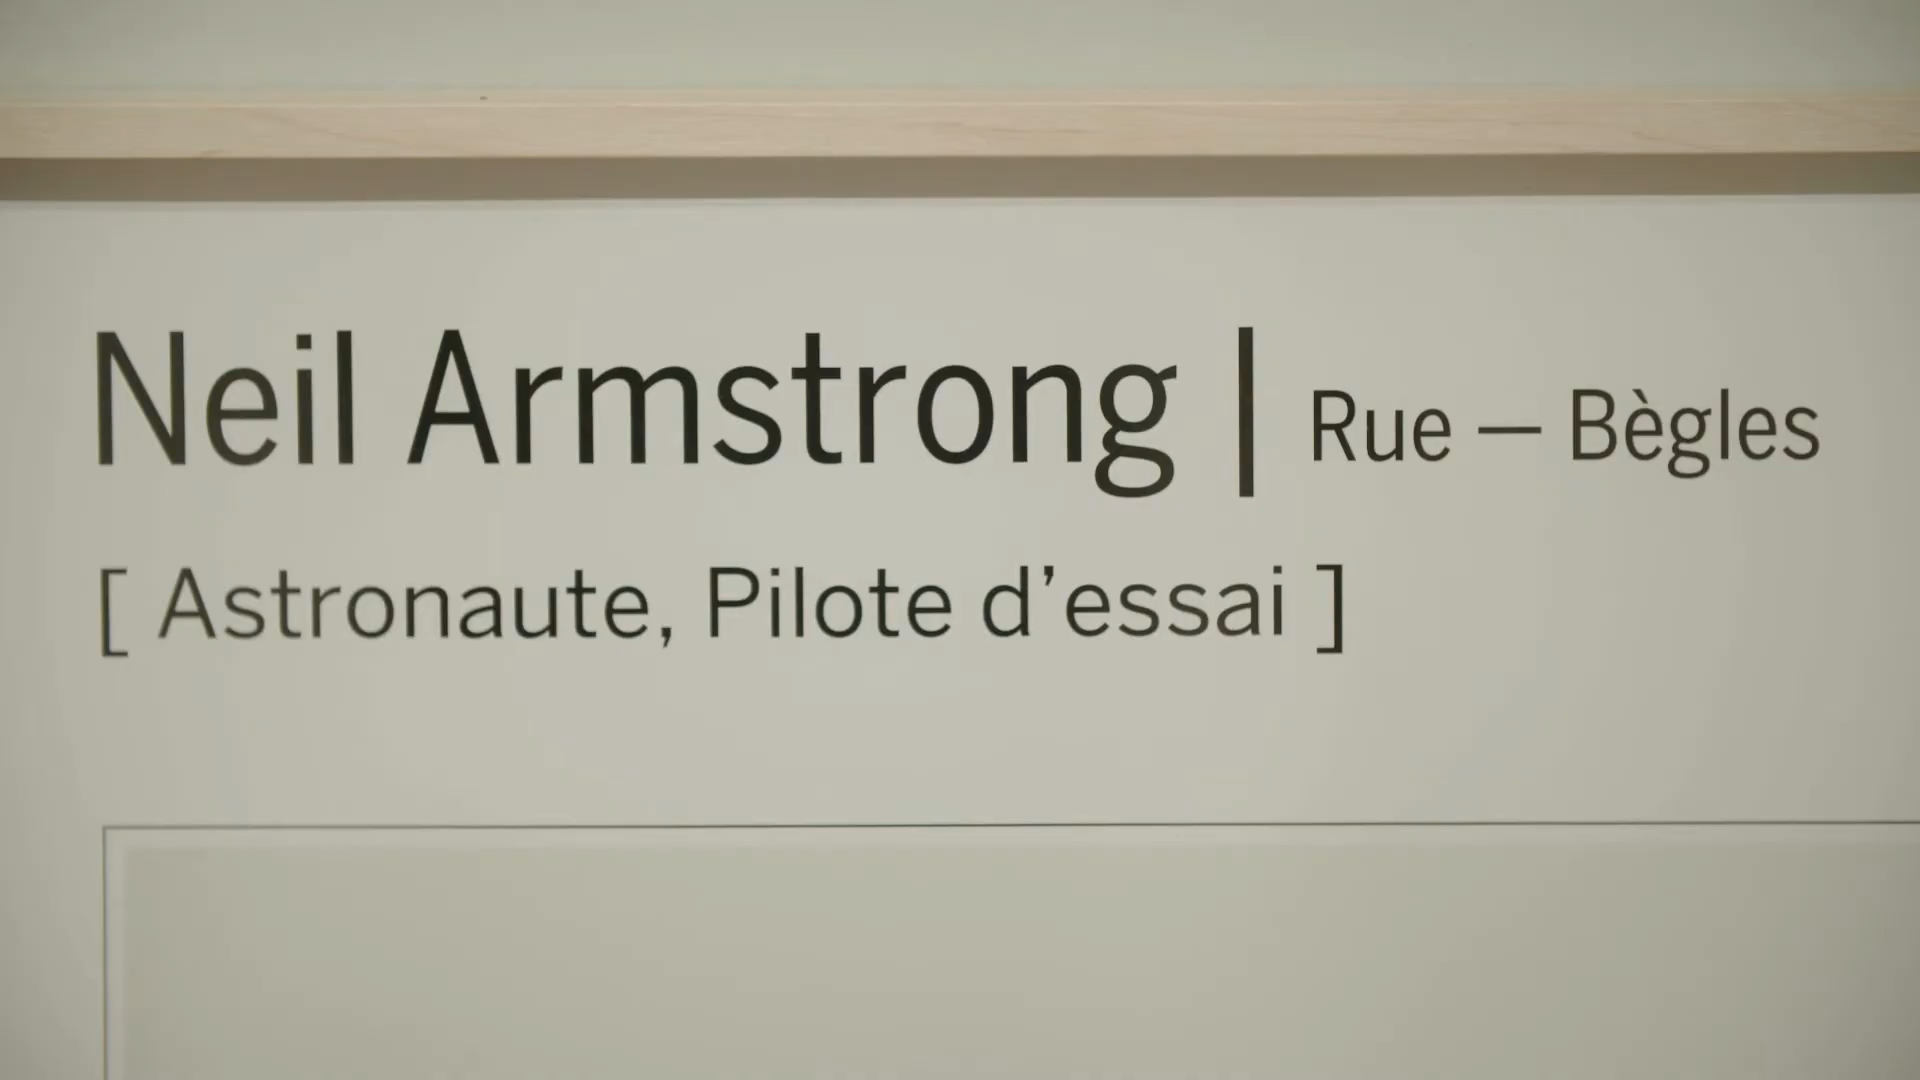 Neil Armstrong | Rue — Bègles
[ Astronaute, Pilote d’essai ]